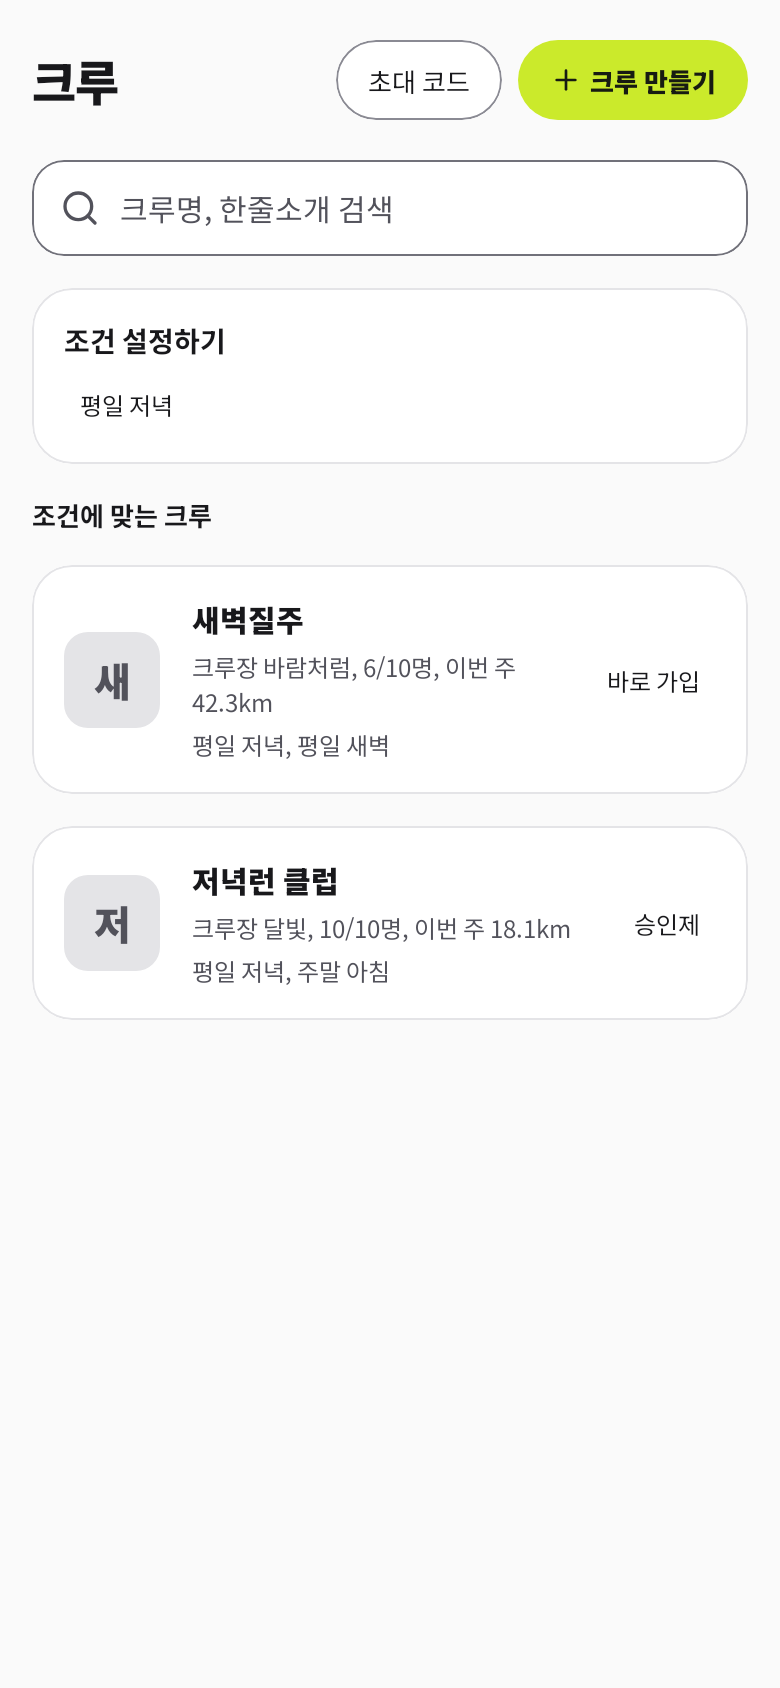 크루
초대 코드
+ 크루 만들기
크루명, 한줄소개 검색
조건 설정하기
평일 저녁
조건에 맞는 크루
새
새벽질주
크루장 바람처럼, 6/10명, 이번 주
42.3km
평일 저녁, 평일 새벽
바로 가입
저
저녁런 클럽
크루장 달빛, 10/10명, 이번 주 18.1km
평일 저녁, 주말 아침
승인제